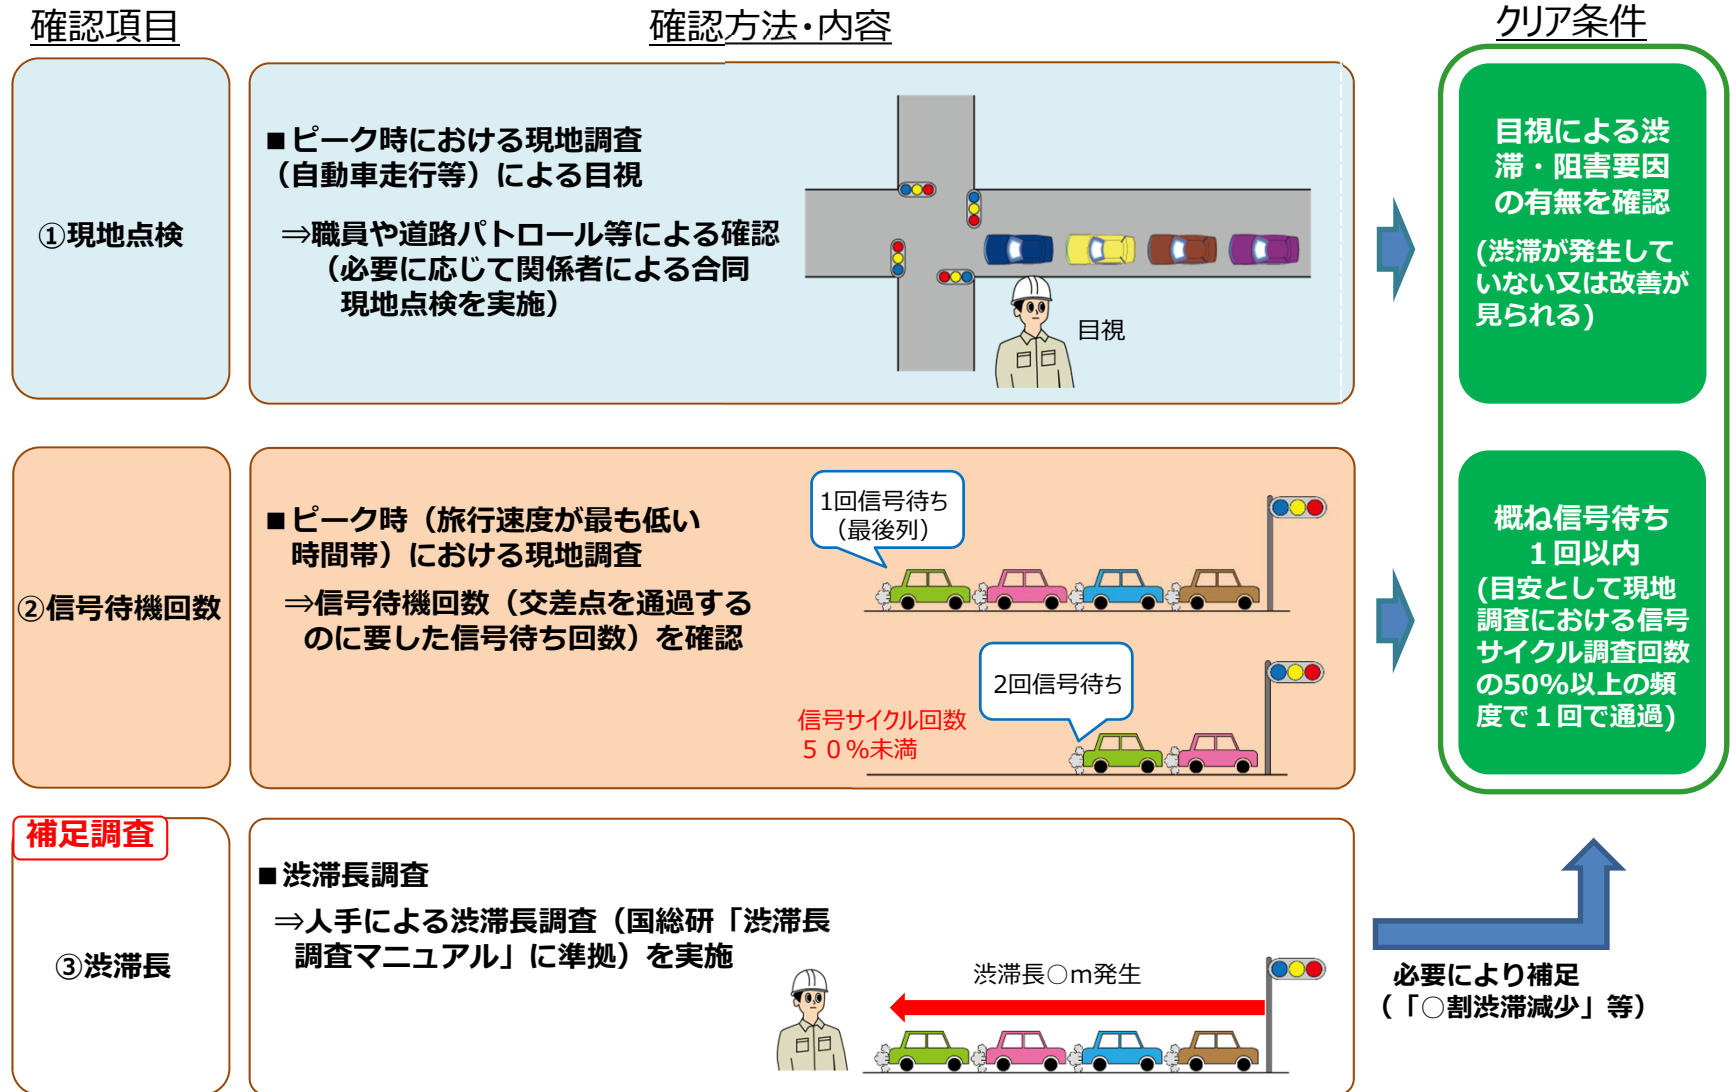 確認項目
確認方法・内容
クリア条件
①現地点検
■ピーク時における現地調査
（自動車走行等）による目視
⇒職員や道路パトロール等による確認
（必要に応じて関係者による合同
現地点検を実施）
目視
目視による渋
滞・阻害要因
の有無を確認
(渋滞が発生して
いない又は改善が
見られる)
②信号待機回数
■ピーク時（旅行速度が最も低い
時間帯）における現地調査
⇒信号待機回数（交差点を通過する
のに要した信号待ち回数）を確認
1回信号待ち
（最後列）
2回信号待ち
信号サイクル回数
５０％未満
概ね信号待ち
１回以内
(目安として現地
調査における信号
サイクル調査回数
の50％以上の頻
度で１回で通過)
補足調査
③渋滞長
■渋滞長調査
⇒人手による渋滞長調査（国総研「渋滞長
調査マニュアル」に準拠）を実施
渋滞長○m発生
必要により補足
（「○割渋滞減少」等）